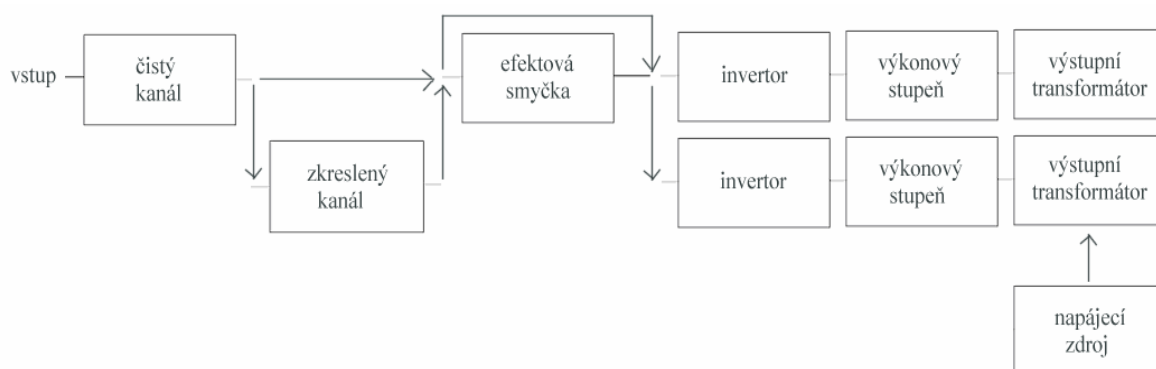 vstup
čistý
kanál
zkreslený
kanál
efektová
smyčka
invertor
výkonový
stupeň
výstupní
transformátor
invertor
výkonový
stupeň
výstupní
transformátor
napájecí
zdroj